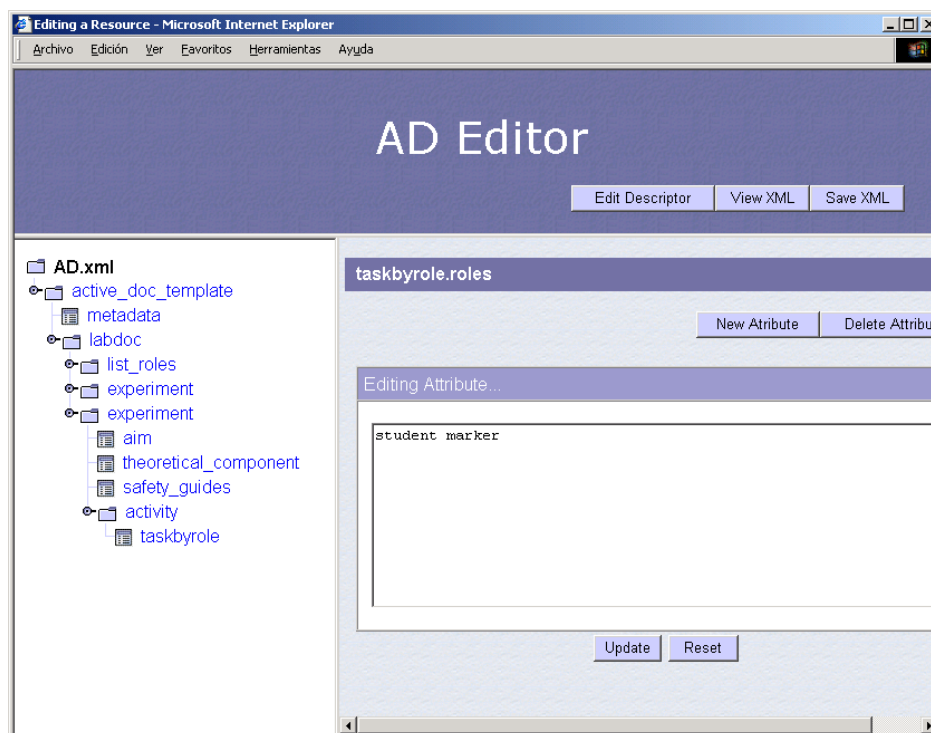 Editing a Resource - Microsoft Internet Explorer
Archivo Edición Ver Favoritos Herramientas Ayuda
AD Editor
Edit Descriptor View XML Save XML
AD.xml
active_doc_template
metadata
labdoc
list_roles
experiment
experiment
aim
theoretical_component
safety_guides
activity
taskbyrole
taskbyrole.roles
New Atribute Delete Attribu
Editing Attribute...
student marker
Update Reset